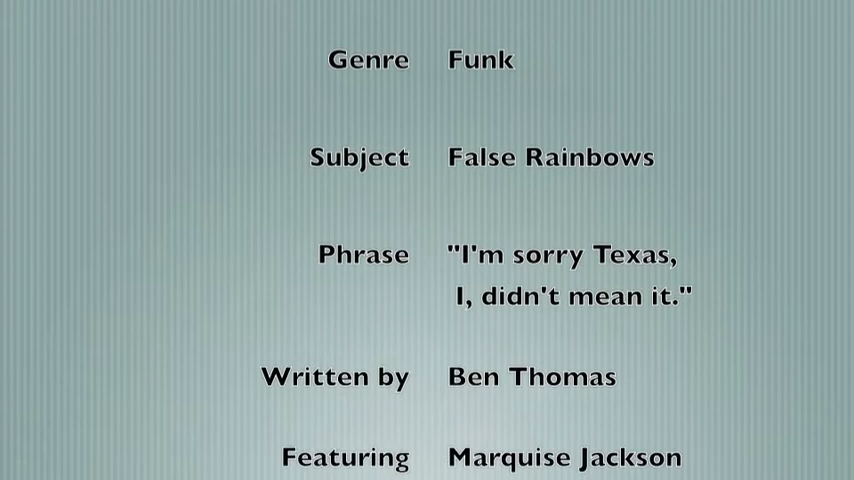 Genre Funk
Subject False Rainbows
Phrase "I'm sorry Texas,
I, didn't mean it."
Written by Ben Thomas
Featuring Marquise Jackson